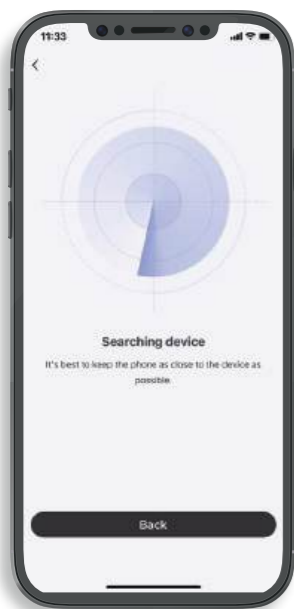 11:33
Searching device
It's best to keep the phone as close to the device as
possible.
Back